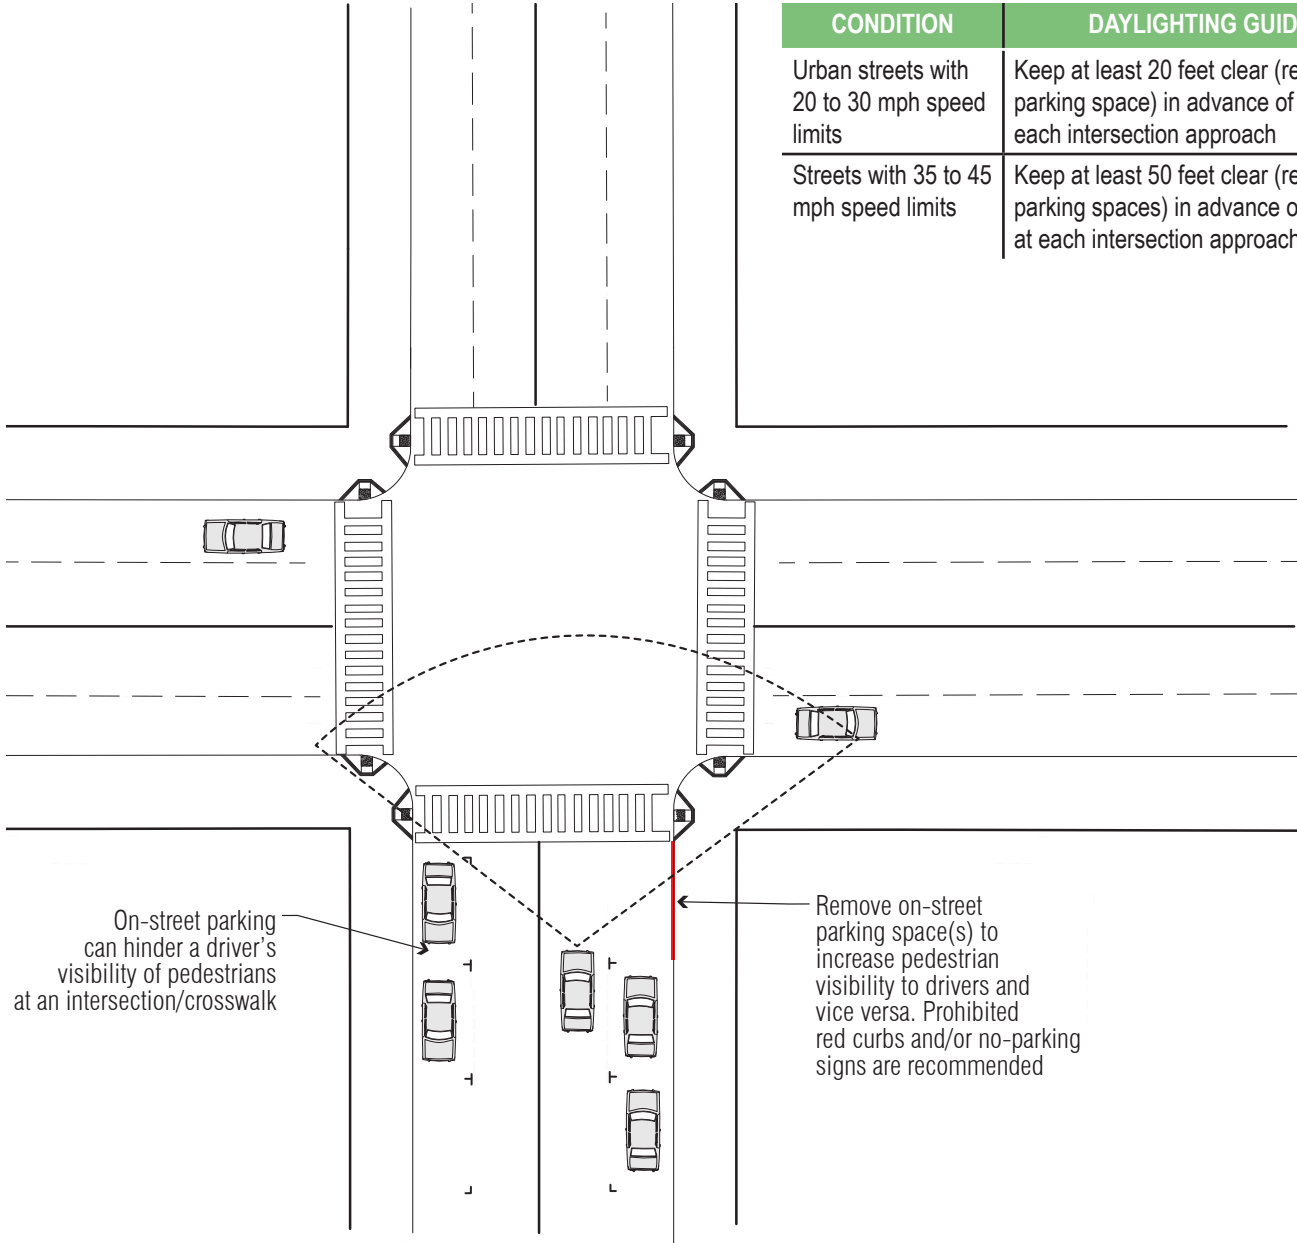 CONDITION
DAYLIGHTING
Urban streets with
20 to 30 mph speed
limits
Keep at least 20 feet clear
parking space) in advance of
each intersection approach
Streets with 35 to 45
mph speed limits
Keep at least 50 feet clear
parking spaces) in advance
at each intersection approach
On-street parking
can hinder a driver’s
visibility of pedestrians
at an intersection/crosswalk
Remove on-street
parking space(s) to
increase pedestrian
visibility to drivers and
vice versa. Prohibited
red curbs and/or no-parking
signs are recommended